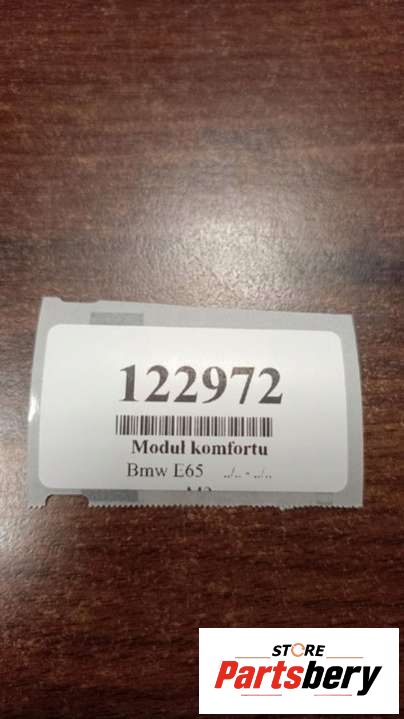 122972
Moduł komfortu
Bmw E65 ../.. - ../..
STORE
Partsbery